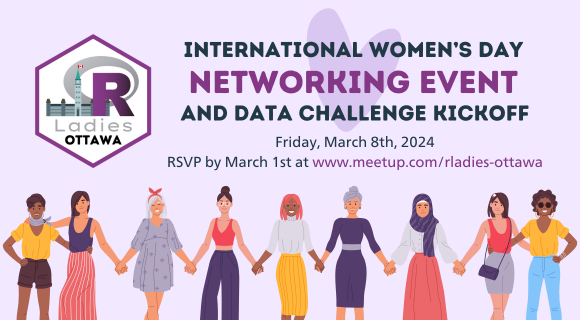 R
Ladies
OTTAWA
INTERNATIONAL WOMEN'S DAY
NETWORKING EVENT
AND DATA CHALLENGE KICKOFF
Friday, March 8th, 2024
RSVP by March 1st at www.meetup.com/rladies-ottawa